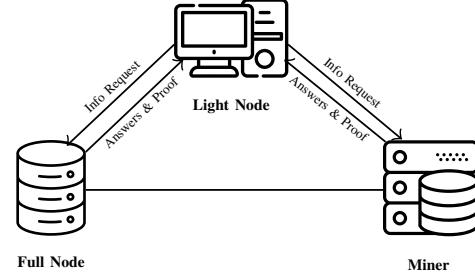 Info Request
Answers & Proof
Info Request
Answers & Proof
Light Node
Full Node
Miner